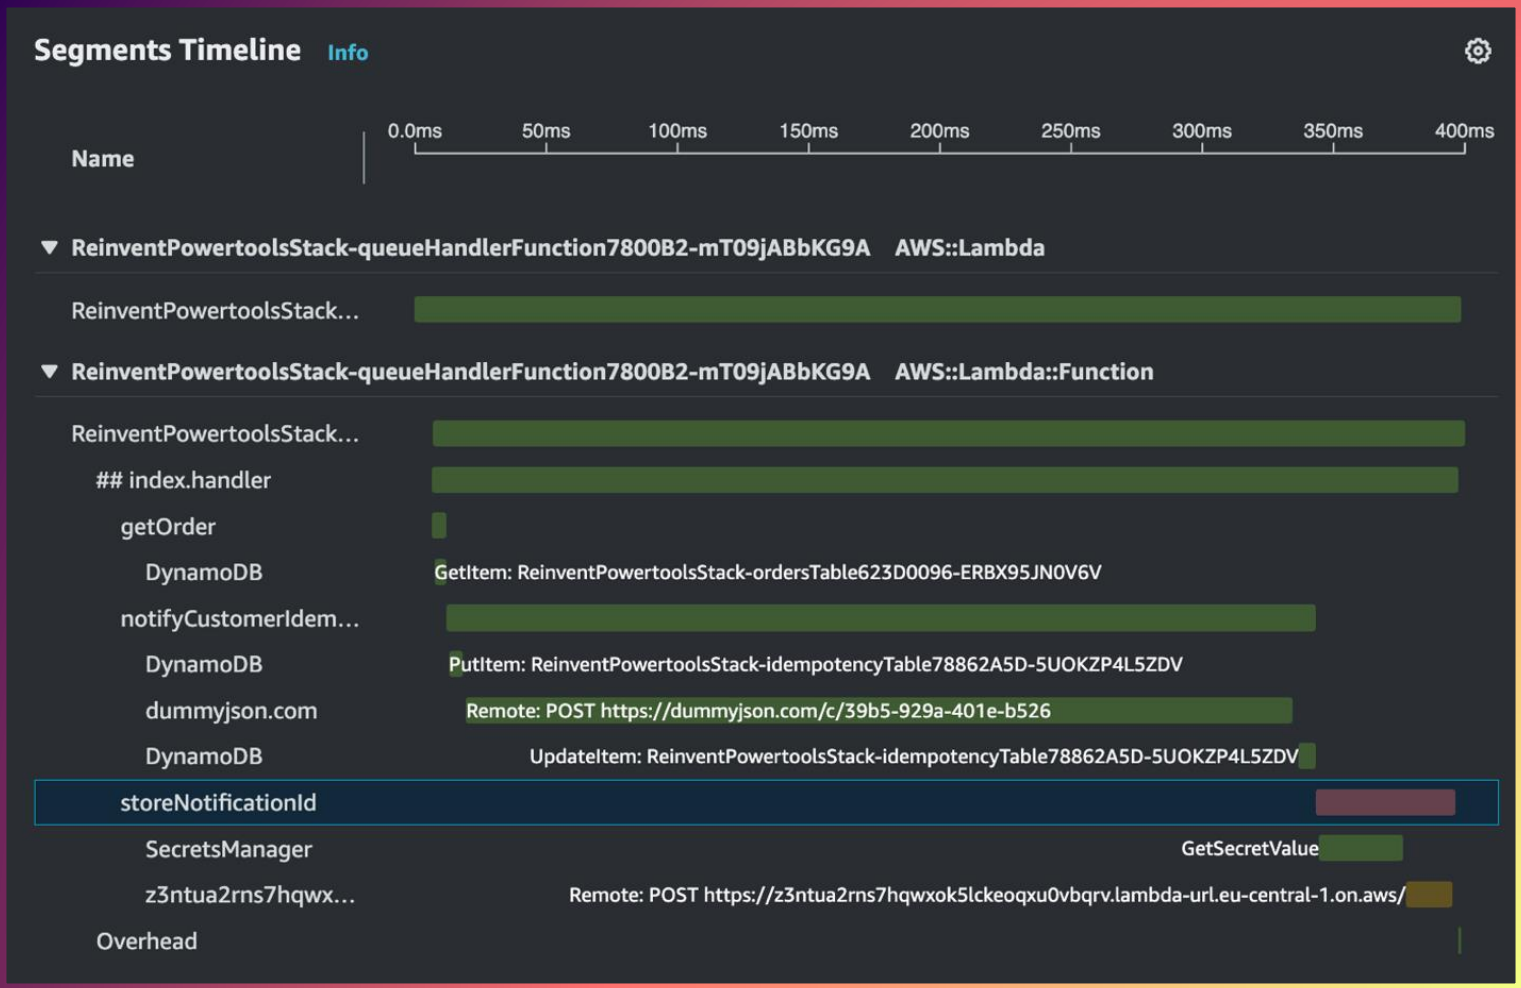 Segments Timeline Info
0.0ms 50ms 100ms 150ms 200ms 250ms 300ms 350ms 400ms
Name
ReinventPowertoolsStack-queueHandlerFunction7800B2-mT09jABbKG9A AWS::Lambda
ReinventPowertoolsStack...
ReinventPowertoolsStack-queueHandlerFunction7800B2-mT09jABbKG9A AWS::Lambda::Function
ReinventPowertoolsStack...
## index.handler
getOrder
DynamoDB GetItem: ReinventPowertoolsStack-ordersTable623D0096-ERBX95JN0V6V
notifyCustomerIdem...
DynamoDB PutItem: ReinventPowertoolsStack-idempotencyTable78862A5D-5UOKZP4L5ZDV
dummyjson.com Remote: POST https://dummyjson.com/c/39b5-929a-401e-b526
DynamoDB UpdateItem: ReinventPowertoolsStack-idempotencyTable78862A5D-5UOKZP4L5ZDV
storeNotificationId
SecretsManager GetSecretValue
z3ntua2rns7hqwx... Remote: POST https://z3ntua2rns7hqwxok5lckeoqxu0vbqrv.lambda-url.eu-central-1.on.aws/
Overhead